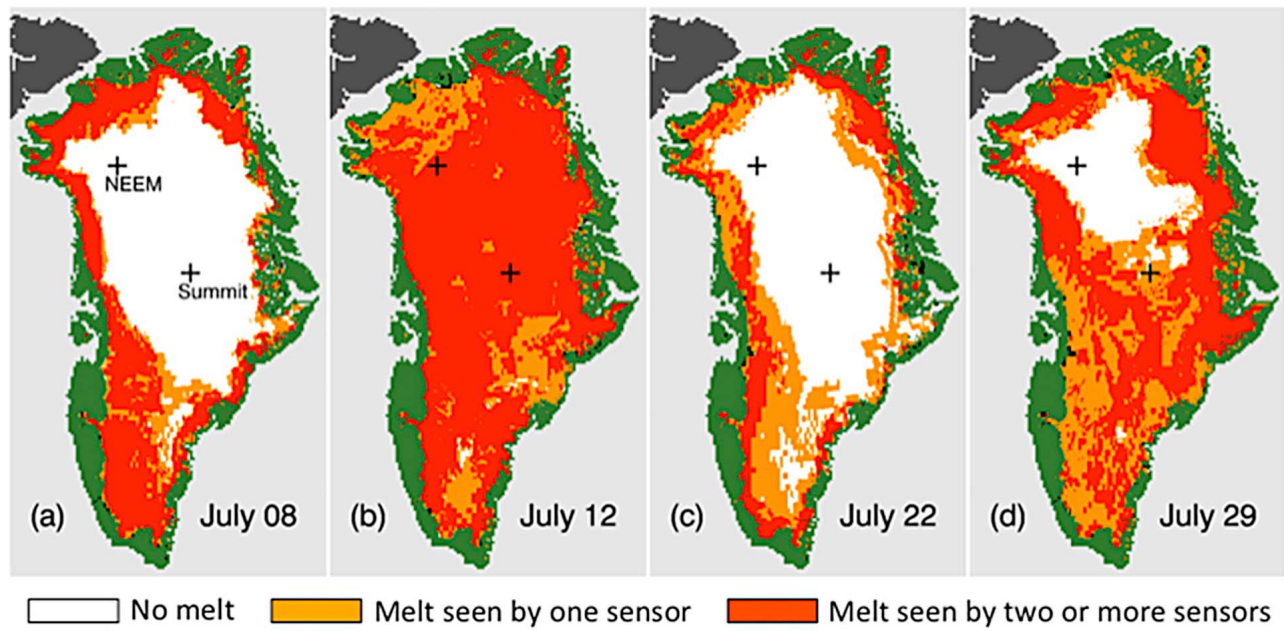 NEEM
Summit
(a) July 08
(b) July 12
(c) July 22
(d) July 29
No melt
Melt seen by one sensor
Melt seen by two or more sensors